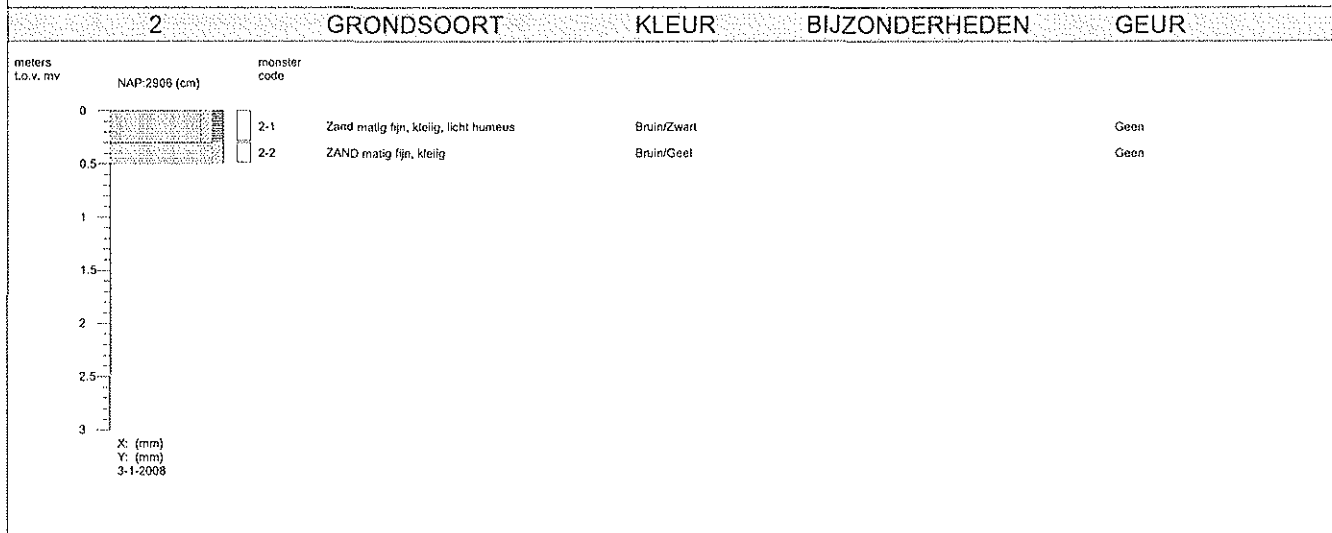 2 GRONDSOORT KLEUR BIJZONDERHEDEN GEUR
meters
t.o.v. mv
NAP:2906 (cm)
monster
code
0
2-1 Zand matig fijn, kleiig, licht humeus Bruin/Zwart Geen
2-2 ZAND matig fijn, kleiig Bruin/Geel Geen
0.5
1
1.5
2
2.5
3
X: (mm)
Y: (mm)
3-1-2008